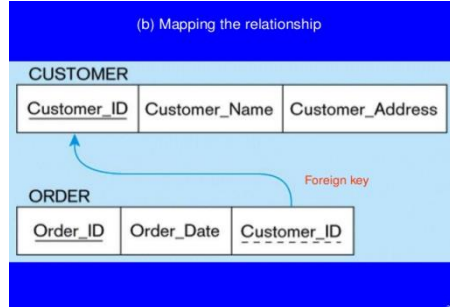 (b) Mapping the relationship
CUSTOMER
Customer_ID Customer_Name Customer_Address
Foreign key
ORDER
Order_ID Order_Date Customer_ID